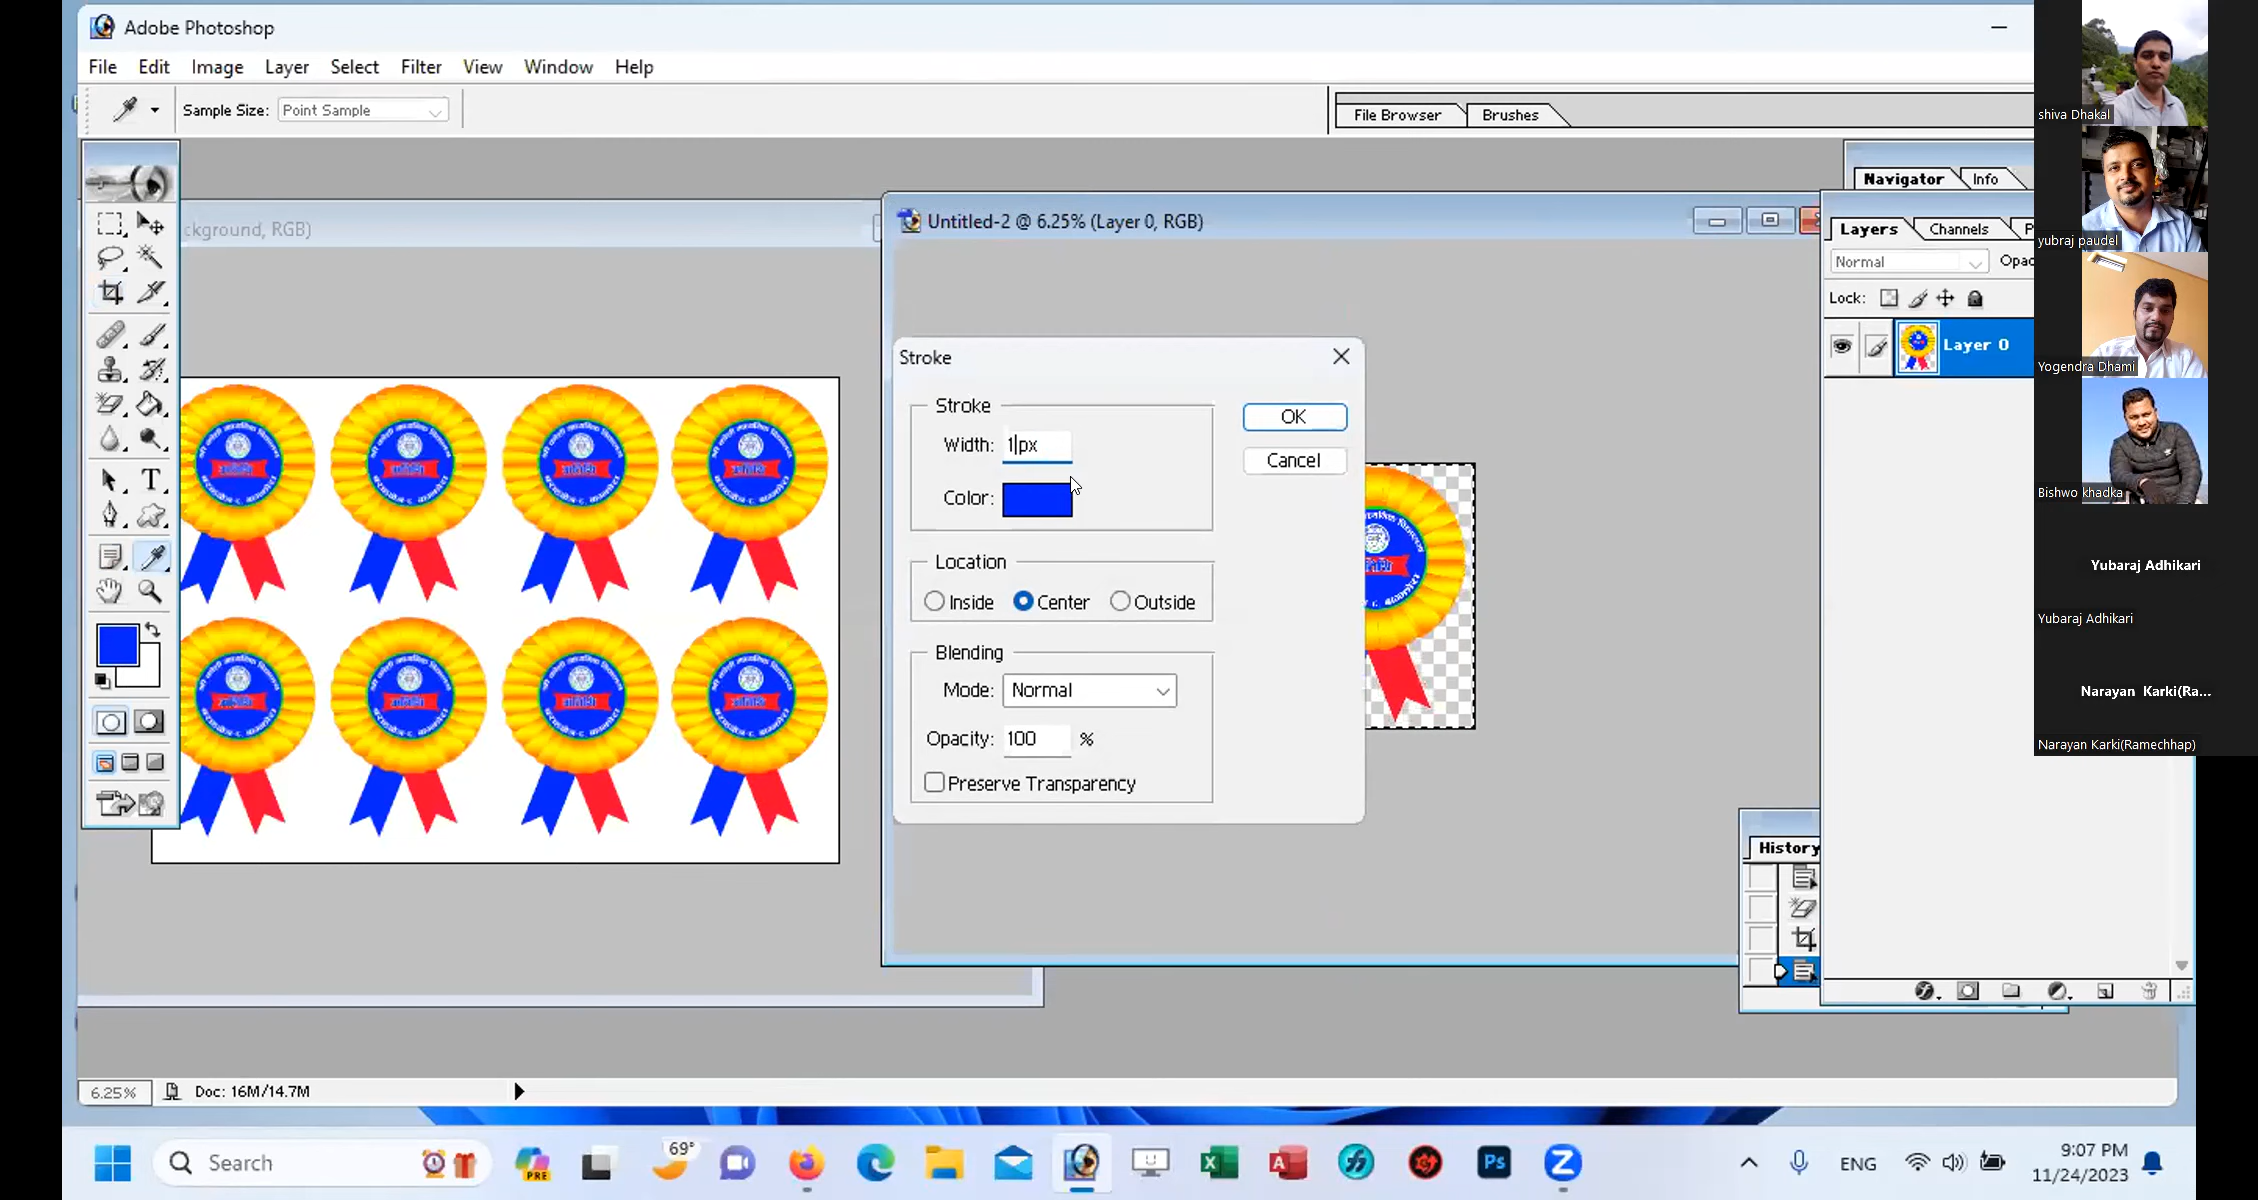 Adobe Photoshop
File Edit Image Layer Select Filter View Window Help
Sample Size: Point Sample
File Browser Brushes
Navigator Info
ckground, RGB)
Untitled-2 @ 6.25% (Layer 0, RGB)
Layers Channels P
Normal Opac
Lock:
Layer 0
Stroke
Stroke
Width: 1px
Color:
OK
Cancel
Location
Inside Center Outside
Blending
Mode: Normal
Opacity: 100 %
Preserve Transparency
History
6.25% Doc: 16M/14.7M
shiva Dhakal
yubraj paudel
Yogendra Dhami
Bishwo khadka
Yubaraj Adhikari
Yubaraj Adhikari
Narayan Karki(Ra...
Narayan Karki(Ramechhap)
Search
PRE
69°
Ps
ENG
9:07 PM
11/24/2023